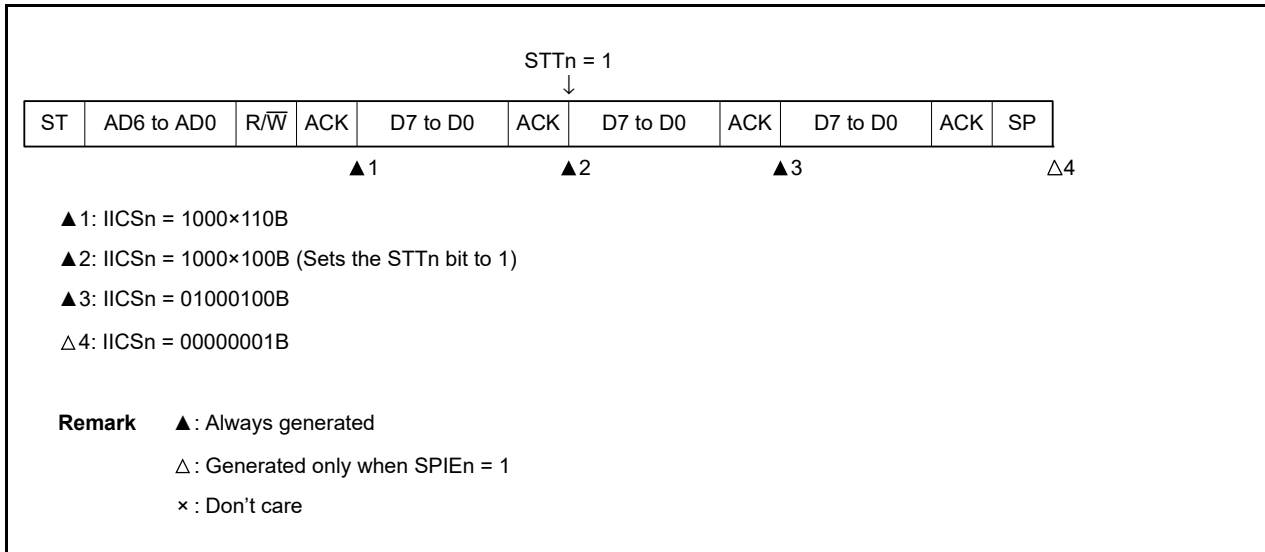 STTn = 1
↓
ST AD6 to AD0 R/W̅ ACK D7 to D0 ACK D7 to D0 ACK D7 to D0 ACK SP
▲1 ▲2 ▲3 △4
▲1: IICSn = 1000×110B
▲2: IICSn = 1000×100B (Sets the STTn bit to 1)
▲3: IICSn = 01000100B
△4: IICSn = 00000001B
Remark ▲: Always generated
△: Generated only when SPIEn = 1
× : Don’t care